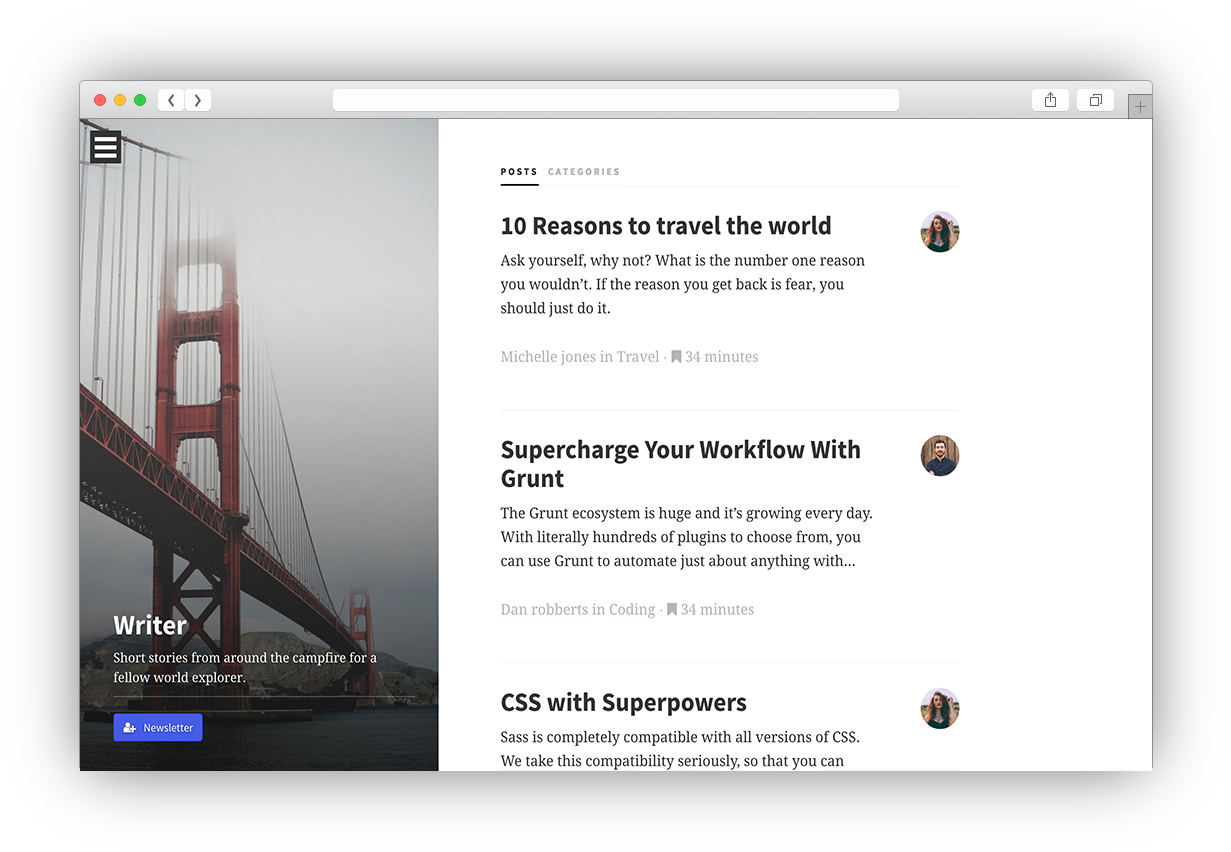 POSTS CATEGORIES
10 Reasons to travel the world
Ask yourself, why not? What is the number one reason
you wouldn’t. If the reason you get back is fear, you
should just do it.
Michelle jones in Travel · 34 minutes
Supercharge Your Workflow With
Grunt
The Grunt ecosystem is huge and it’s growing every day.
With literally hundreds of plugins to choose from, you
can use Grunt to automate just about anything with...
Dan robberts in Coding · 34 minutes
CSS with Superpowers
Sass is completely compatible with all versions of CSS.
We take this compatibility seriously, so that you can
Writer
Short stories from around the campfire for a
fellow world explorer.
Newsletter